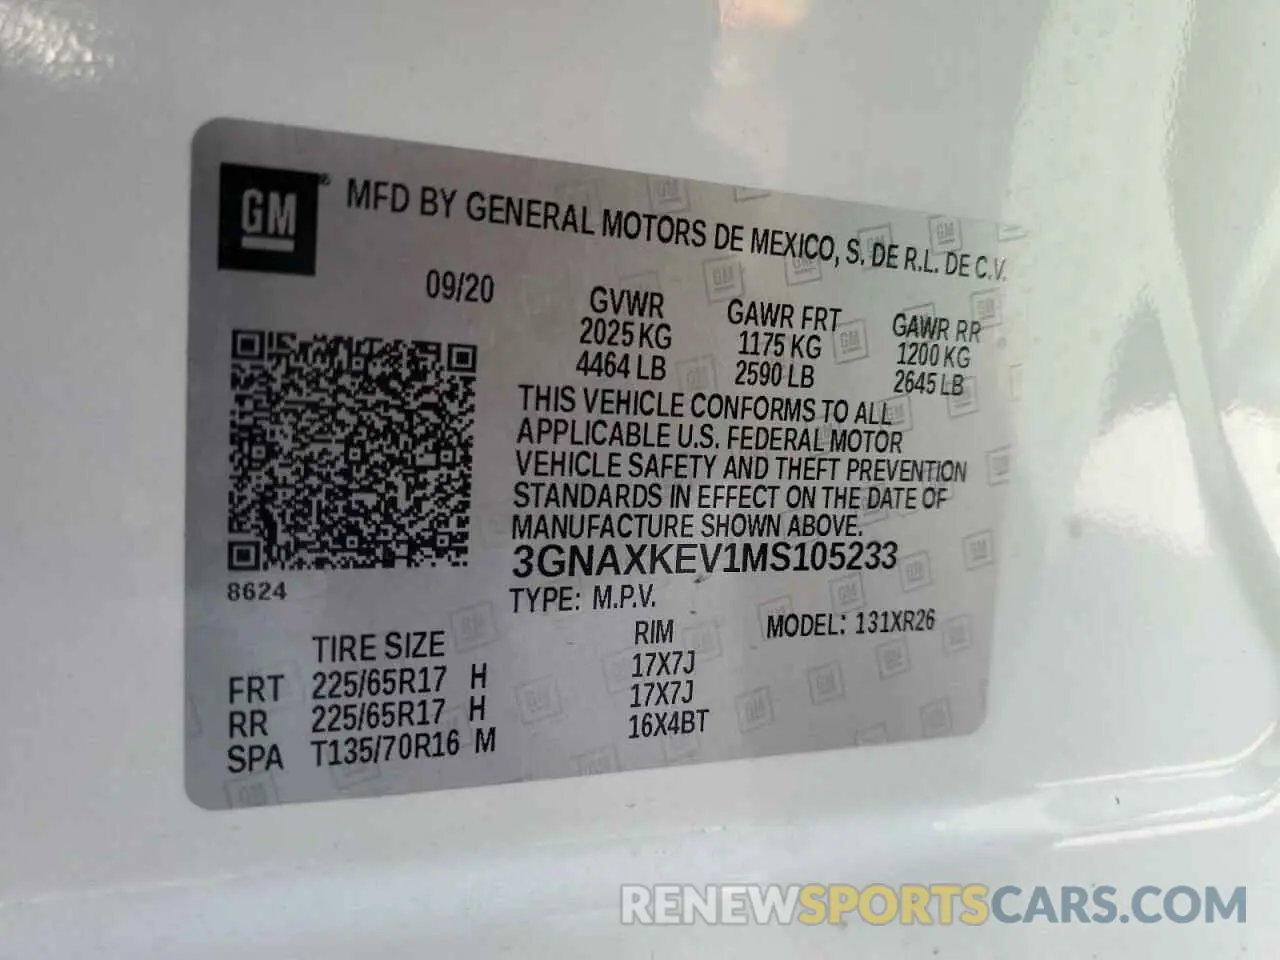 GM® MFD BY GENERAL MOTORS DE MEXICO, S. DE R.L. DE C.V.
09/20
GVWR GAWR FRT GAWR RR
2025 KG 1175 KG 1200 KG
4464 LB 2590 LB 2645 LB
THIS VEHICLE CONFORMS TO ALL
APPLICABLE U.S. FEDERAL MOTOR
VEHICLE SAFETY AND THEFT PREVENTION
STANDARDS IN EFFECT ON THE DATE OF
MANUFACTURE SHOWN ABOVE.
3GNAXKEV1MS105233
8624
TYPE: M.P.V. MODEL: 131XR26
TIRE SIZE RIM
FRT 225/65R17 H 17X7J
RR 225/65R17 H 17X7J
SPA T135/70R16 M 16X4BT
RENEWSPORTSCARS.COM